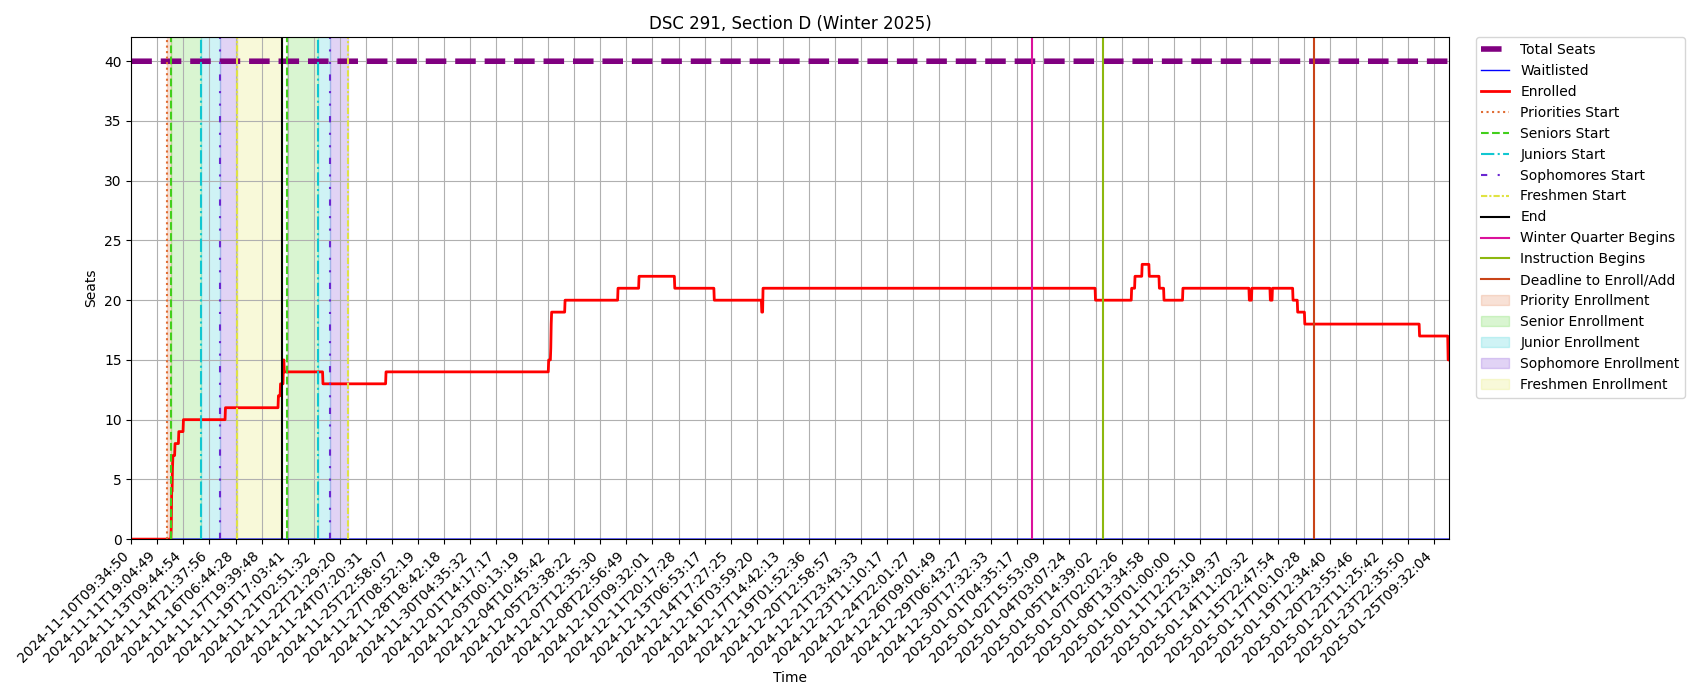 DSC 291, Section D (Winter 2025)
Seats
40
35
30
25
20
15
10
5
0
Total Seats
Waitlisted
Enrolled
Priorities Start
Seniors Start
Juniors Start
Sophomores Start
Freshmen Start
End
Winter Quarter Begins
Instruction Begins
Deadline to Enroll/Add
Priority Enrollment
Senior Enrollment
Junior Enrollment
Sophomore Enrollment
Freshmen Enrollment
2024-11-10T09:34:50
2024-11-11T19:04:49
2024-11-13T09:44:54
2024-11-14T21:37:56
2024-11-16T06:44:28
2024-11-17T19:39:48
2024-11-19T17:03:41
2024-11-21T02:51:32
2024-11-22T21:29:20
2024-11-24T07:20:31
2024-11-25T22:58:07
2024-11-27T08:52:19
2024-11-28T18:42:18
2024-11-30T04:35:32
2024-12-01T14:17:17
2024-12-03T00:13:19
2024-12-04T10:45:42
2024-12-05T23:38:22
2024-12-07T12:35:30
2024-12-08T22:56:49
2024-12-10T09:32:01
2024-12-11T20:17:28
2024-12-13T06:53:17
2024-12-14T17:27:25
2024-12-16T03:59:20
2024-12-17T14:42:13
2024-12-19T01:52:36
2024-12-20T12:58:57
2024-12-21T23:43:33
2024-12-23T11:10:17
2024-12-24T22:01:27
2024-12-26T09:01:49
2024-12-29T06:43:27
2024-12-30T17:32:33
2025-01-01T04:35:17
2025-01-02T15:53:09
2025-01-04T03:07:24
2025-01-05T14:39:02
2025-01-07T02:02:26
2025-01-08T13:34:58
2025-01-10T01:00:00
2025-01-11T12:25:10
2025-01-12T23:49:37
2025-01-14T11:20:32
2025-01-15T22:47:54
2025-01-17T10:10:28
2025-01-19T12:34:40
2025-01-20T23:55:46
2025-01-22T11:25:42
2025-01-23T22:35:50
2025-01-25T09:32:04
Time